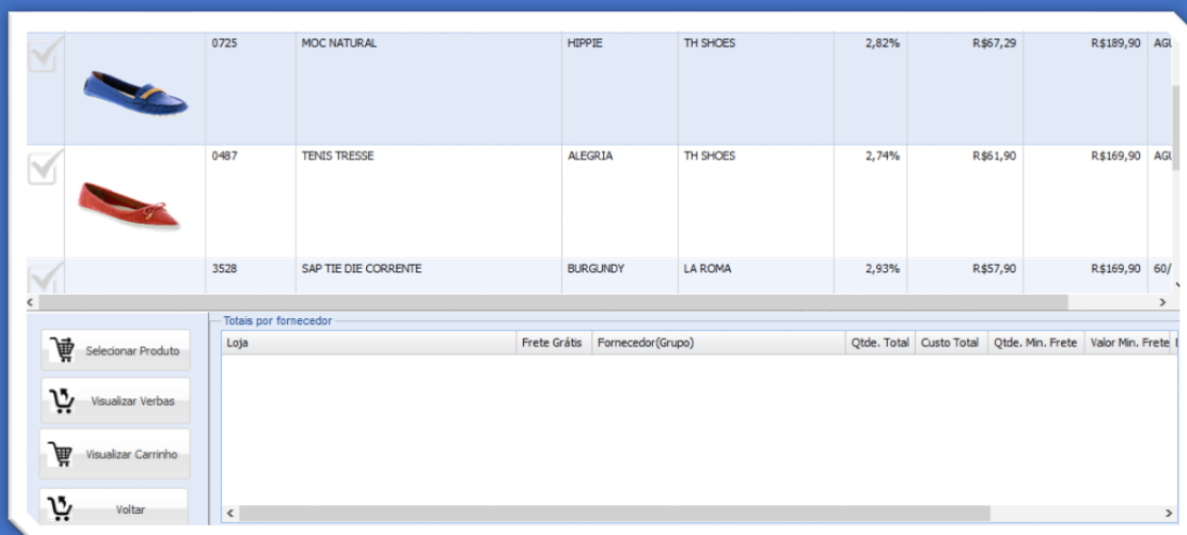 0725 MOC NATURAL HIPPIE TH SHOES 2,82% R$67,29 R$189,90 AGU
0487 TENIS TRESSE ALEGRIA TH SHOES 2,74% R$61,90 R$169,90 AGU
3528 SAP TIE DIE CORRENTE BURGUNDY LA ROMA 2,93% R$57,90 R$169,90 60/
Totais por fornecedor
Loja Frete Grátis Fornecedor(Grupo) Qtde. Total Custo Total Qtde. Min. Frete Valor Min. Frete
Selecionar Produto
Visualizar Verbas
Visualizar Carrinho
Voltar